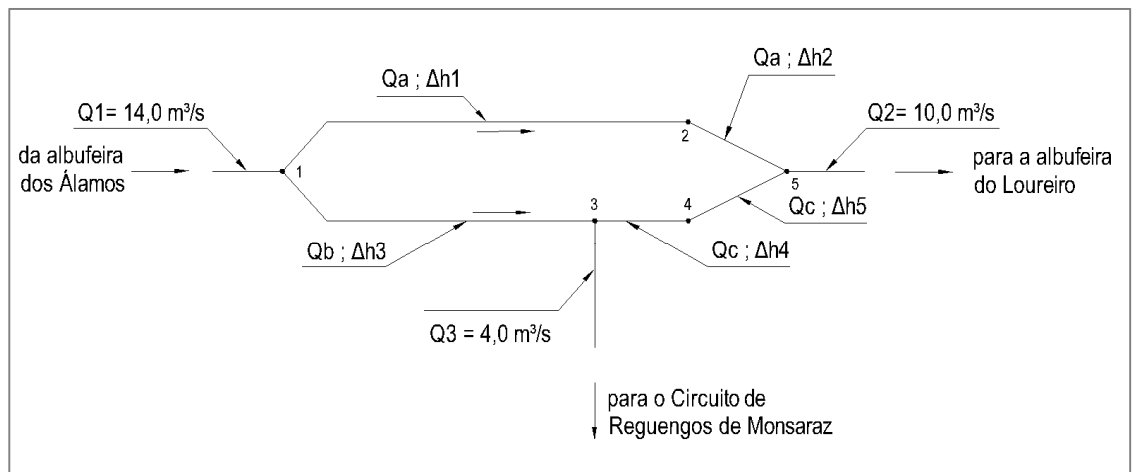 Qa ; Δh1
Qa ; Δh2
Q1= 14,0 m³/s
Q2= 10,0 m³/s
da albufeira
dos Álamos
1
2
5
para a albufeira
do Loureiro
3
4
Qc ; Δh5
Qb ; Δh3
Qc ; Δh4
Q3 = 4,0 m³/s
para o Circuito de
Reguengos de Monsaraz